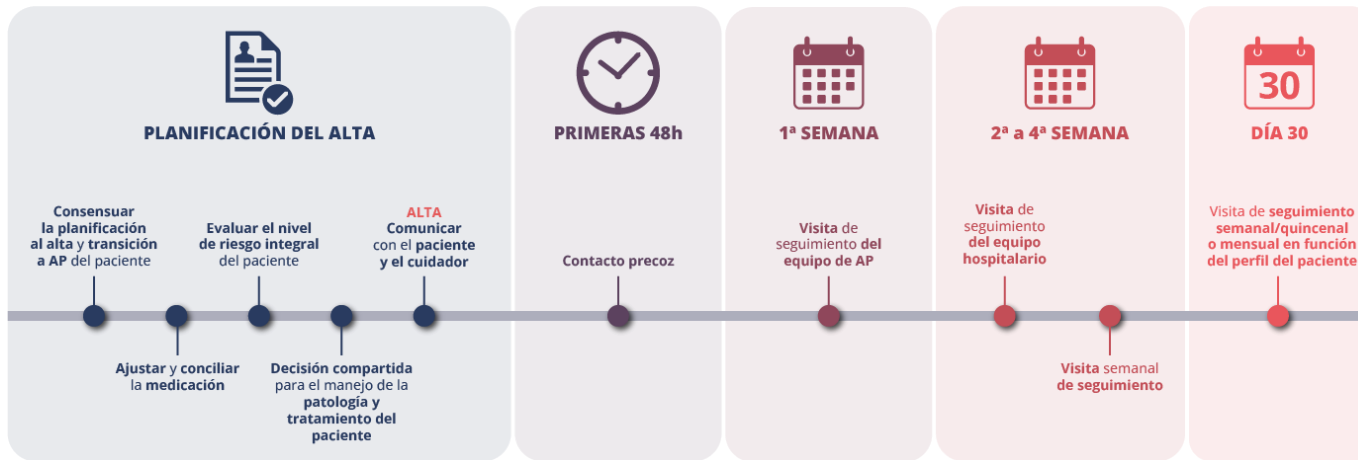 PLANIFICACIÓN DEL ALTA
Consensuar
la planificación
al alta y transición
a AP del paciente
Ajustar y conciliar
la medicación
Evaluar el nivel
de riesgo integral
del paciente
Decisión compartida
para el manejo de la
patología y
tratamiento del
paciente
ALTA
Comunicar
con el paciente
y el cuidador
PRIMERAS 48h
Contacto precoz
1ª SEMANA
Visita de
seguimiento del
equipo de AP
2ª a 4ª SEMANA
Visita de
seguimiento
del equipo
hospitalario
Visita semanal
de seguimiento
30
DÍA 30
Visita de seguimiento
semanal/quincenal
o mensual en función
del perfil del paciente